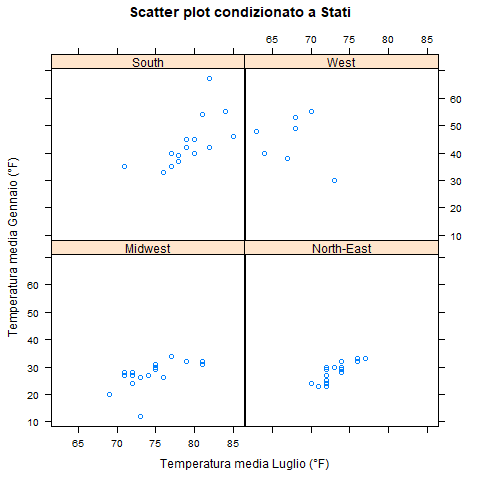 Scatter plot condizionato a Stati
65 70 75 80 85
South West
60
50
40
30
20
10
Temperatura media Gennaio (°F)
Midwest North-East
60
50
40
30
20
10
65 70 75 80 85
Temperatura media Luglio (°F)